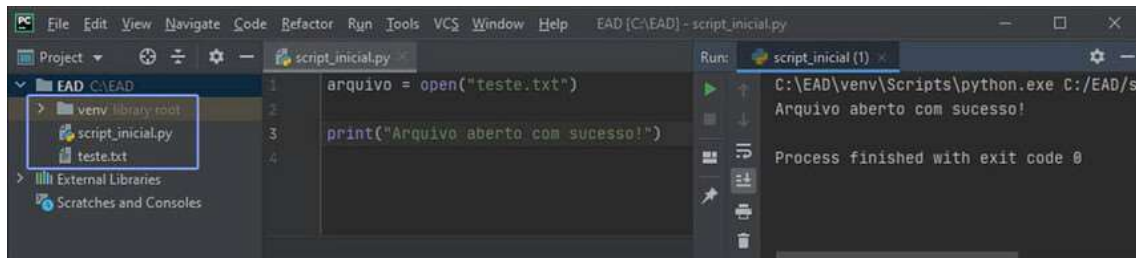 PC File Edit View Navigate Code Refactor Run Tools VCS Window Help EAD [C:\EAD] - script_inicial.py
Project script_inicial.py Run: script_inicial (1)
EAD C:\EAD
venv library root
script_inicial.py
teste.txt
External Libraries
Scratches and Consoles
1 arquivo = open("teste.txt")
2
3 print("Arquivo aberto com sucesso!")
4
C:\EAD\venv\Scripts\python.exe C:/EAD/s
Arquivo aberto com sucesso!
Process finished with exit code 0